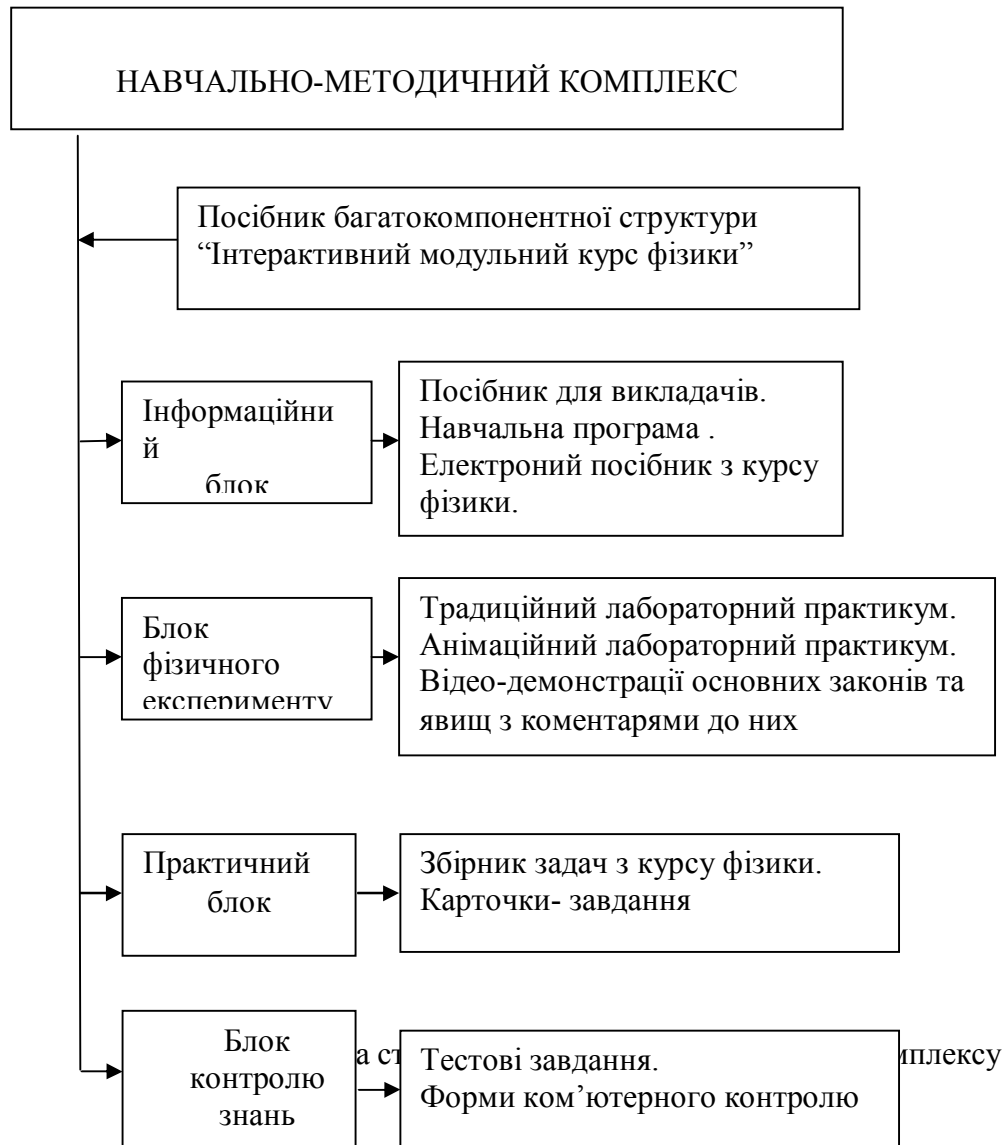 НАВЧАЛЬНО-МЕТОДИЧНИЙ КОМПЛЕКС
Посібник багатокомпонентної структури
“Інтерактивний модульний курс фізики”
Інформаційни
й
блок
Посібник для викладачів.
Навчальна програма .
Електроний посібник з курсу
фізики.
Блок
фізичного
експерименту
Традиційний лабораторний практикум.
Анімаційний лабораторний практикум.
Відео-демонстрації основних законів та
явищ з коментарями до них
Практичний
блок
Збірник задач з курсу фізики.
Карточки- завдання
Блок
контролю
знань
Тестові завдання.
Форми ком’ютерного контролю